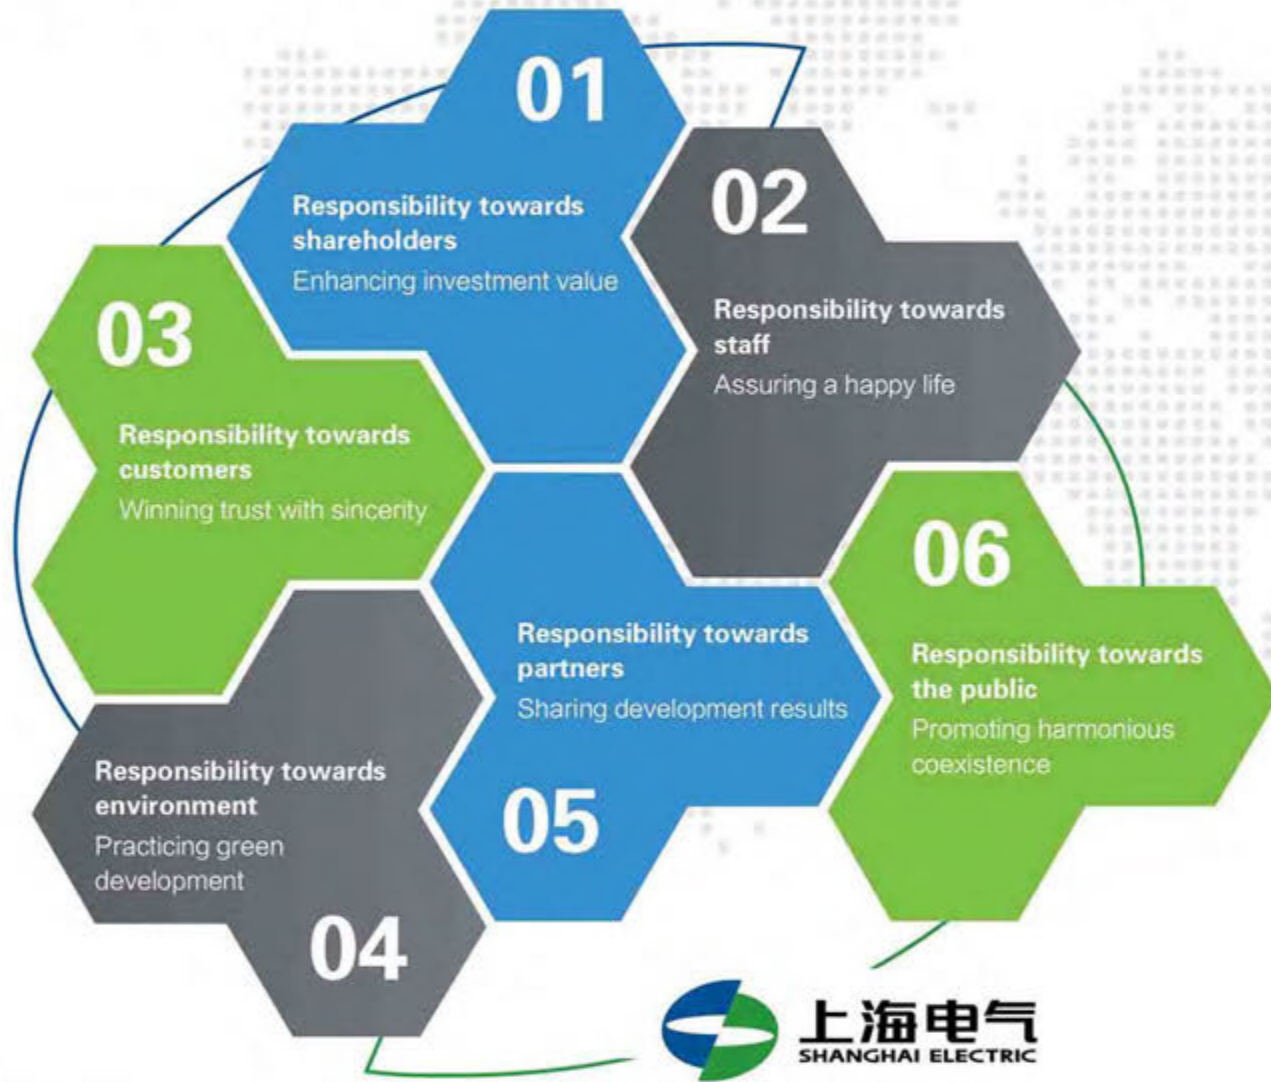 01
Responsibility towards
shareholders
Enhancing investment value
02
Responsibility towards
staff
Assuring a happy life
03
Responsibility towards
customers
Winning trust with sincerity
04
Responsibility towards
environment
Practicing green
development
05
Responsibility towards
partners
Sharing development results
06
Responsibility towards
the public
Promoting harmonious
coexistence
上海电气
SHANGHAI ELECTRIC